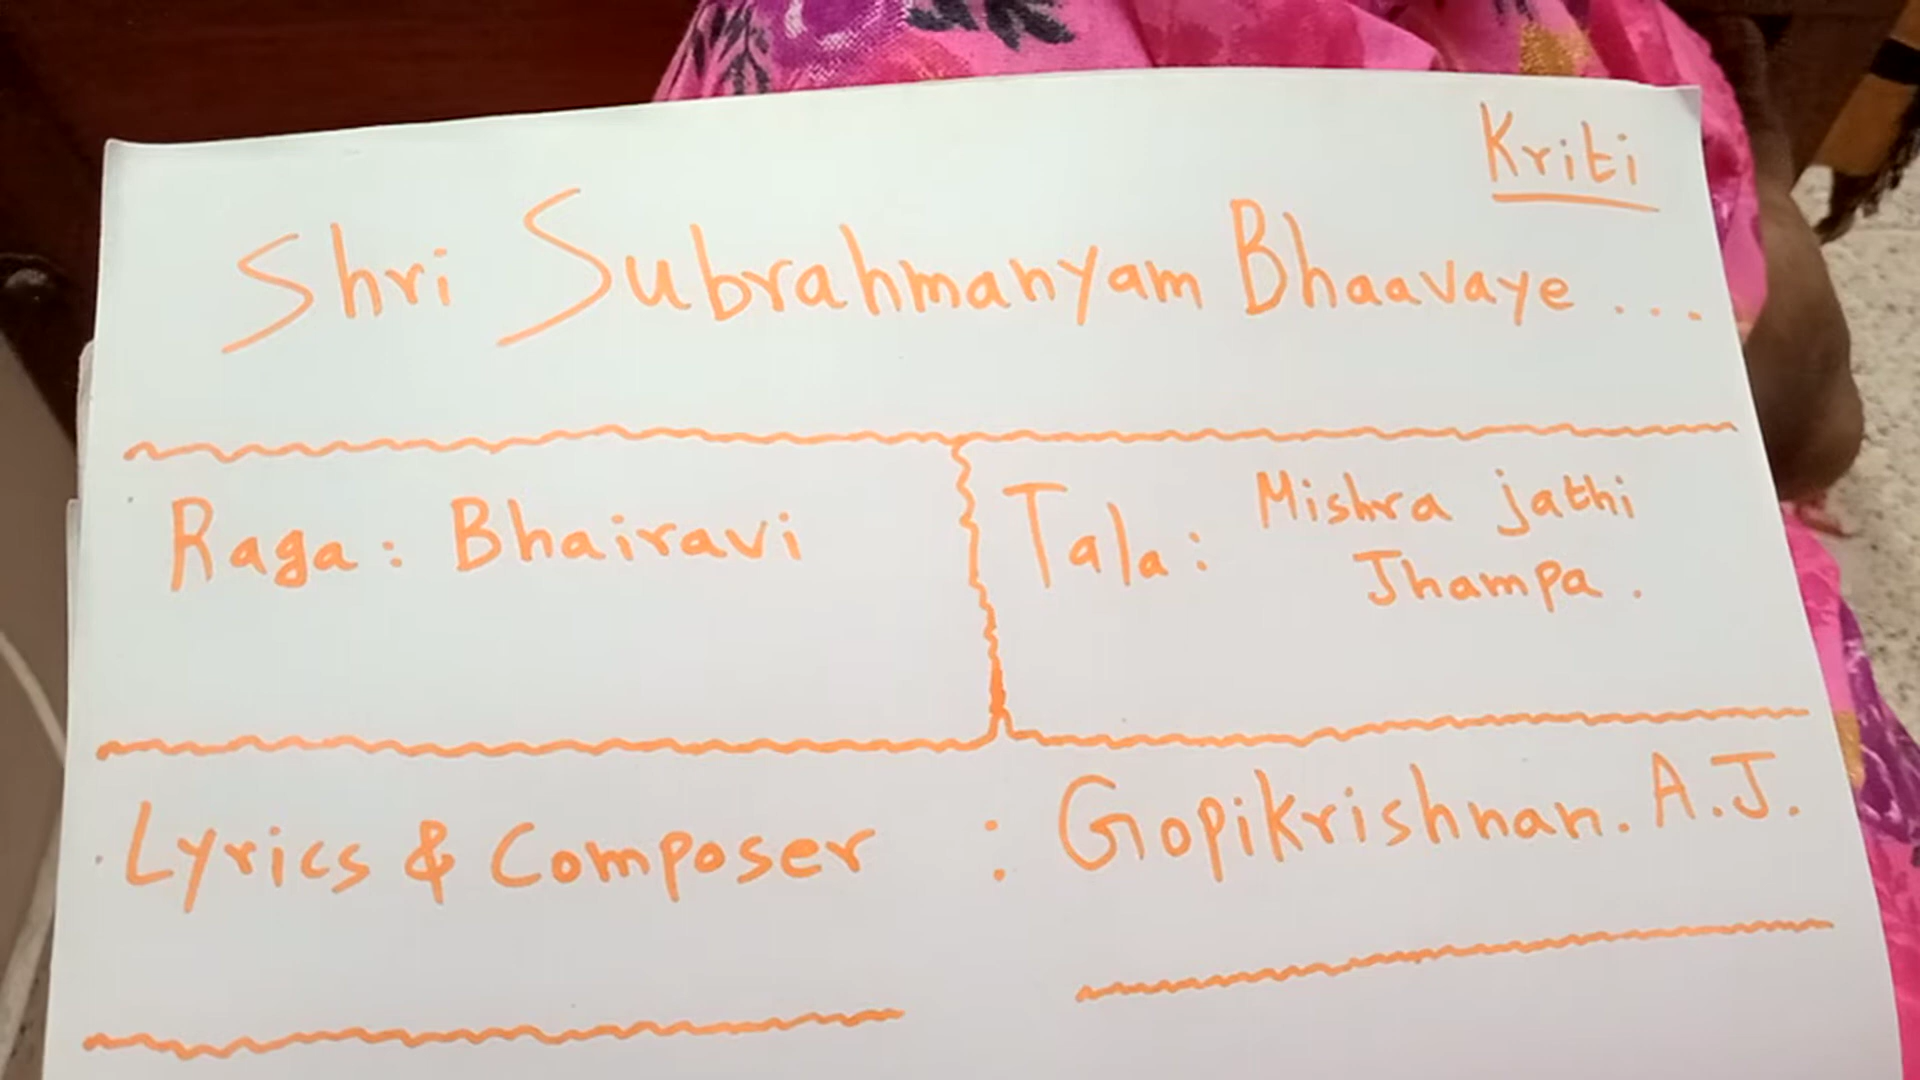 Kriti
Shri Subrahmanyam Bhaavaye...
Raga: Bhairavi
Tala: Mishra jathi
Jhampa.
Lyrics & Composer : Gopikrishnan. A.J.